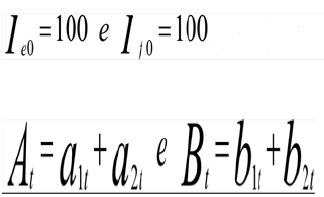 I_{e0} = 100 e I_{j0} = 100
A_t = a_{1t} + a_{2t} e B_t = b_{1t} + b_{2t}